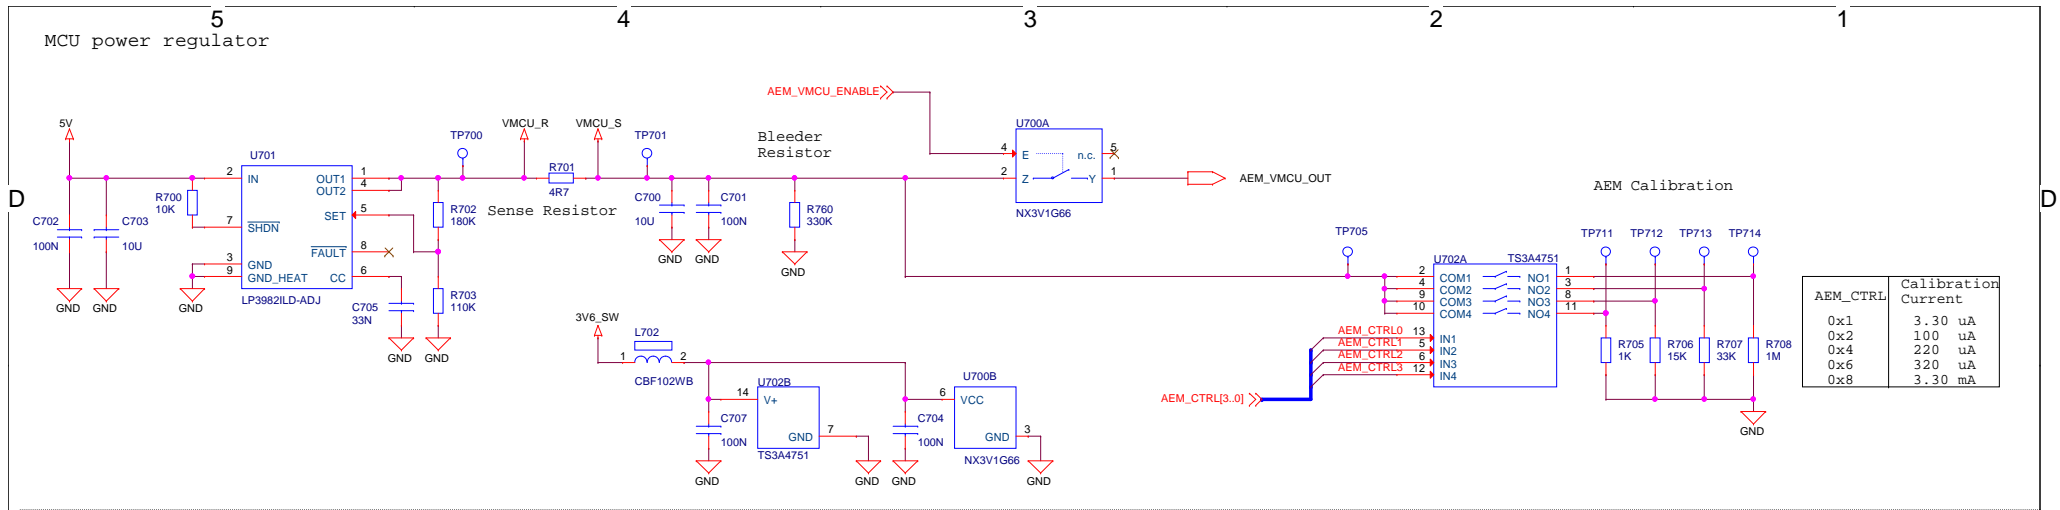 5
4
3
2
1
MCU power regulator
D
D
5V
C702
100N
C703
10U
GND
GND
R700
10K
GND
U701
2
IN
7
SHDN
3
GND
9
GND_HEAT
OUT1
1
OUT2
4
SET
5
FAULT
8
CC
6
LP3982ILD-ADJ
C705
33N
GND
TP700
R702
180K
R703
110K
GND
VMCU_R
R701
4R7
Sense Resistor
VMCU_S
TP701
C700
10U
GND
C701
100N
GND
Bleeder
Resistor
R760
330K
GND
AEM_VMCU_ENABLE
U700A
4
E
n.c.
5
2
Z
Y
1
NX3V1G66
AEM_VMCU_OUT
3V6_SW
L702
1
2
CBF102WB
C707
100N
GND
U702B
14
V+
GND
7
TS3A4751
GND
C704
100N
GND
U700B
6
VCC
GND
3
NX3V1G66
GND
AEM Calibration
TP705
U702A
TS3A4751
2
COM1
NO1
1
4
COM2
NO2
3
9
COM3
NO3
8
10
COM4
NO4
11
AEM_CTRL0
13
IN1
AEM_CTRL1
5
IN2
AEM_CTRL2
6
IN3
AEM_CTRL3
12
IN4
AEM_CTRL[3..0]
TP711
TP712
TP713
TP714
R705
1K
R706
15K
R707
33K
R708
1M
GND
AEM_CTRL
Calibration
Current
0x1 3.30 uA
0x2 100 uA
0x4 220 uA
0x6 320 uA
0x8 3.30 mA